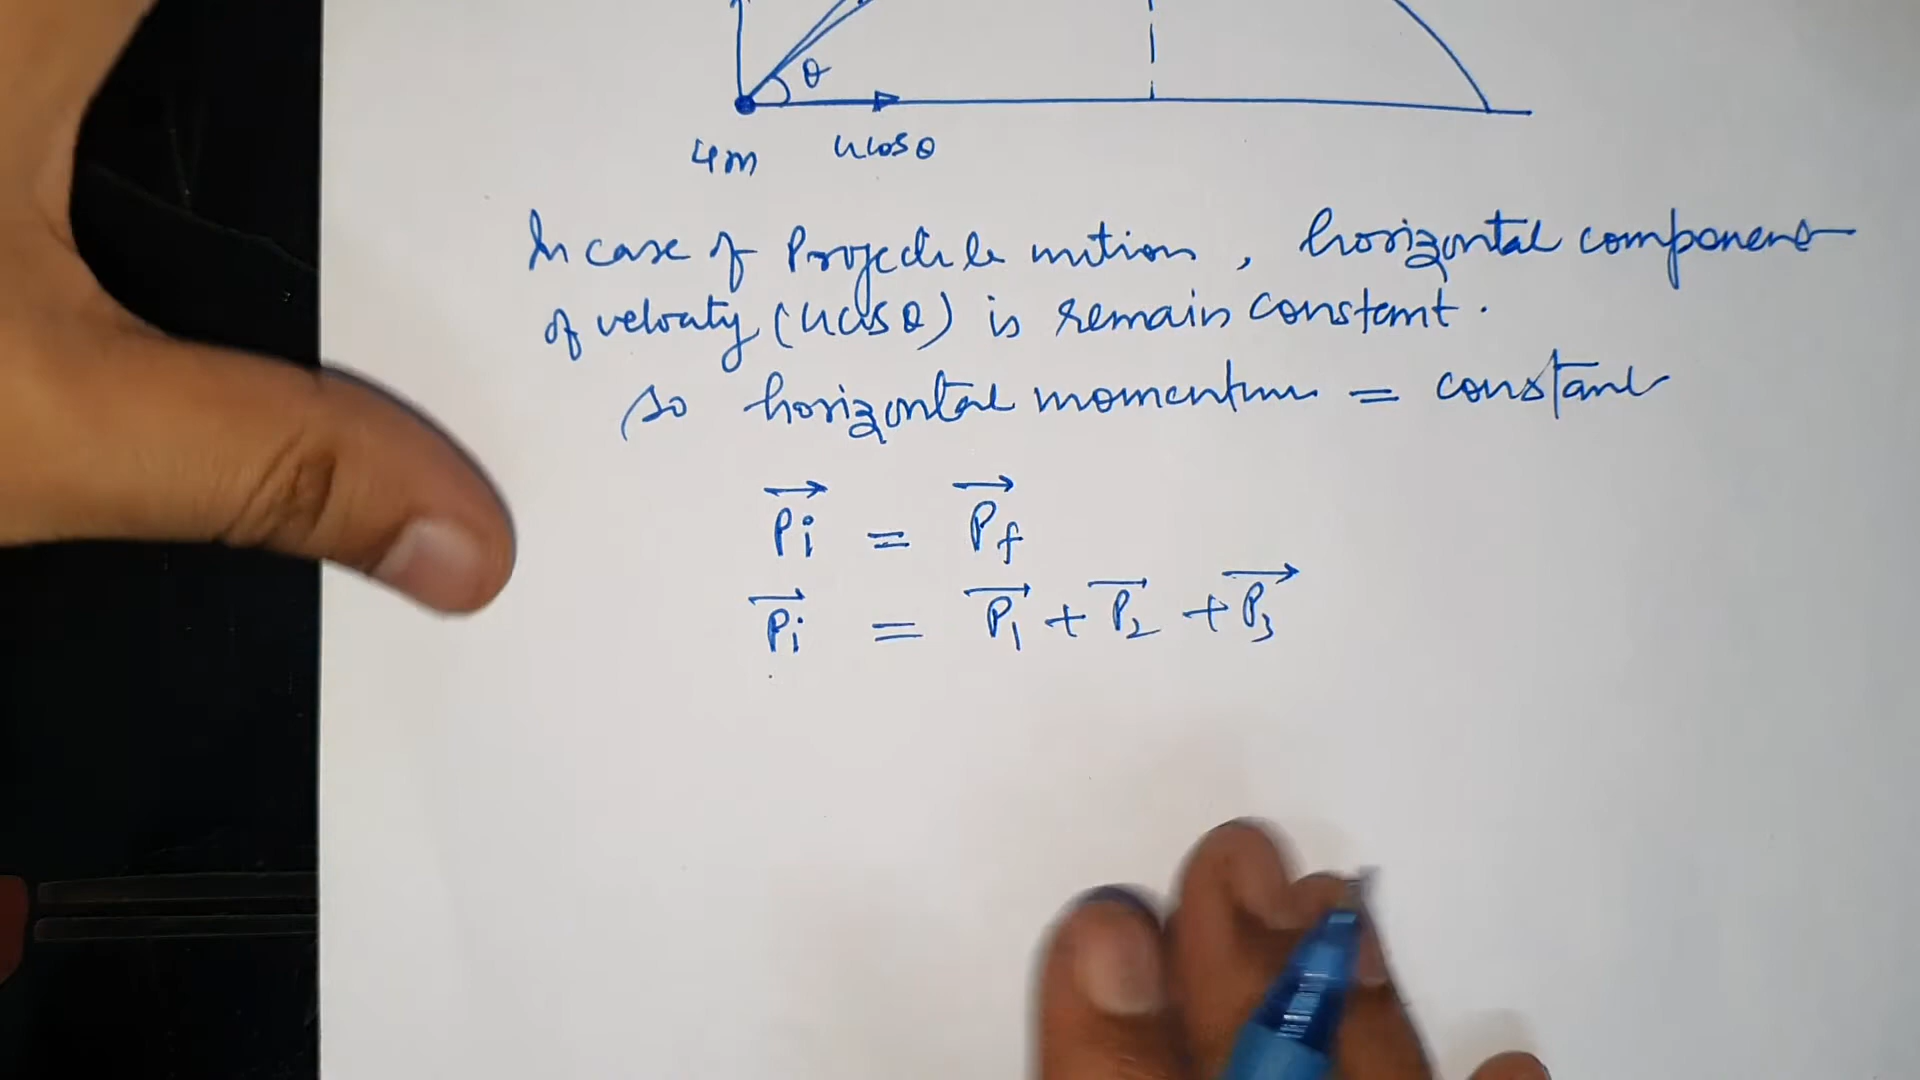 θ
4m ucosθ
In case of Projectile motion , horizontal component
of velocity (ucosθ) is remain constant .
so horizontal momentum = constant
Pi = Pf
Pi = P1 + P2 + P3